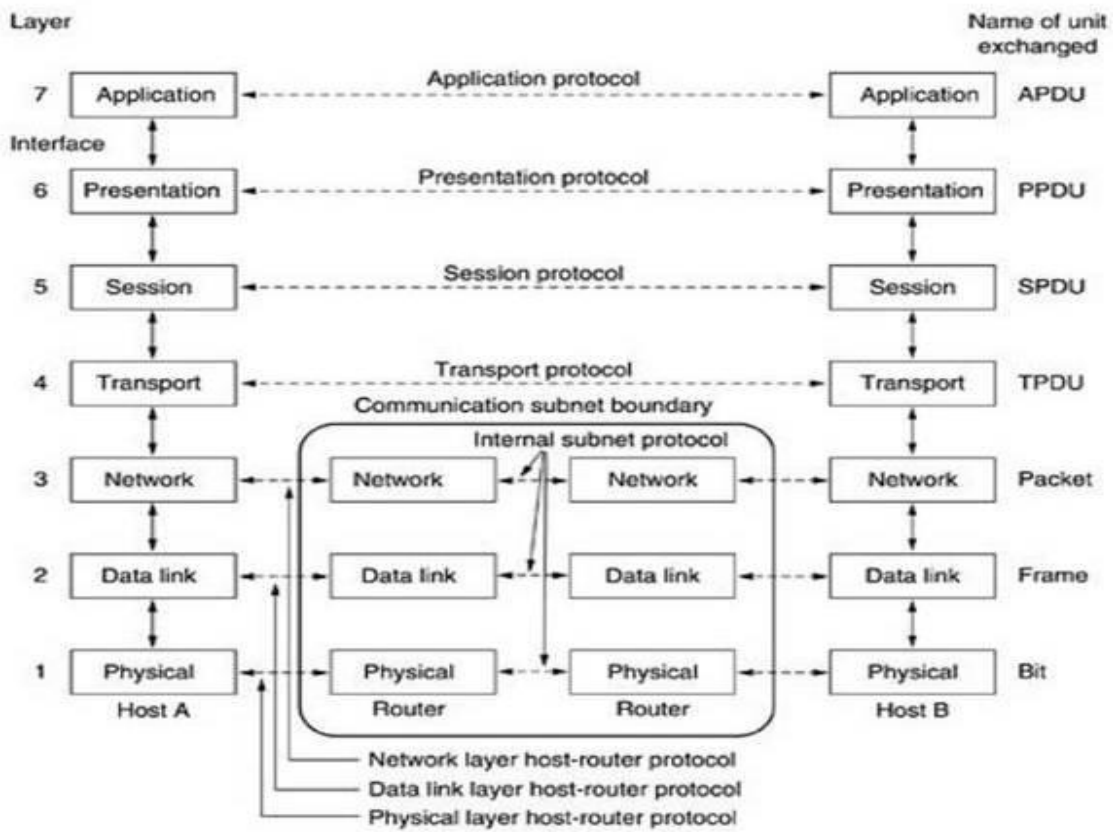 Layer
Name of unit
exchanged
Application protocol
7 Application Application APDU
Interface
Presentation protocol
6 Presentation Presentation PPDU
Session protocol
5 Session Session SPDU
Transport protocol
4 Transport Transport TPDU
Communication subnet boundary
Internal subnet protocol
3 Network Network Network Network Packet
2 Data link Data link Data link Data link Frame
1 Physical Physical Physical Physical Bit
Host A Router Router Host B
Network layer host-router protocol
Data link layer host-router protocol
Physical layer host-router protocol